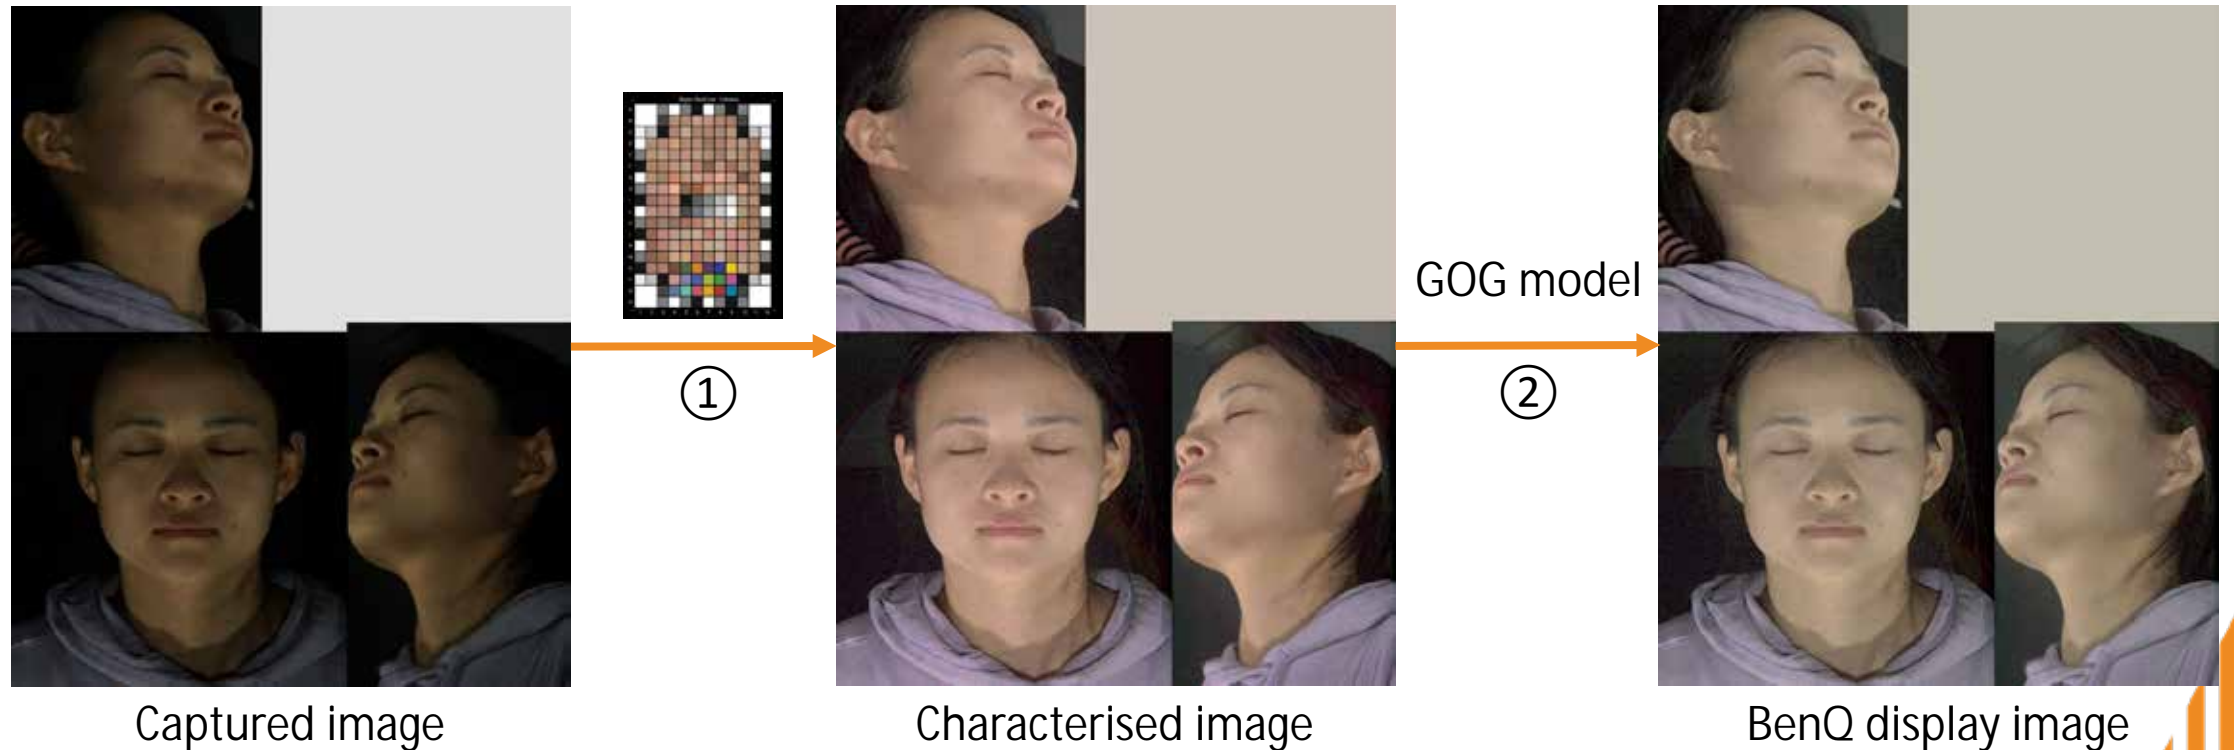 GOG model
①
②
Captured image
Characterised image
BenQ display image